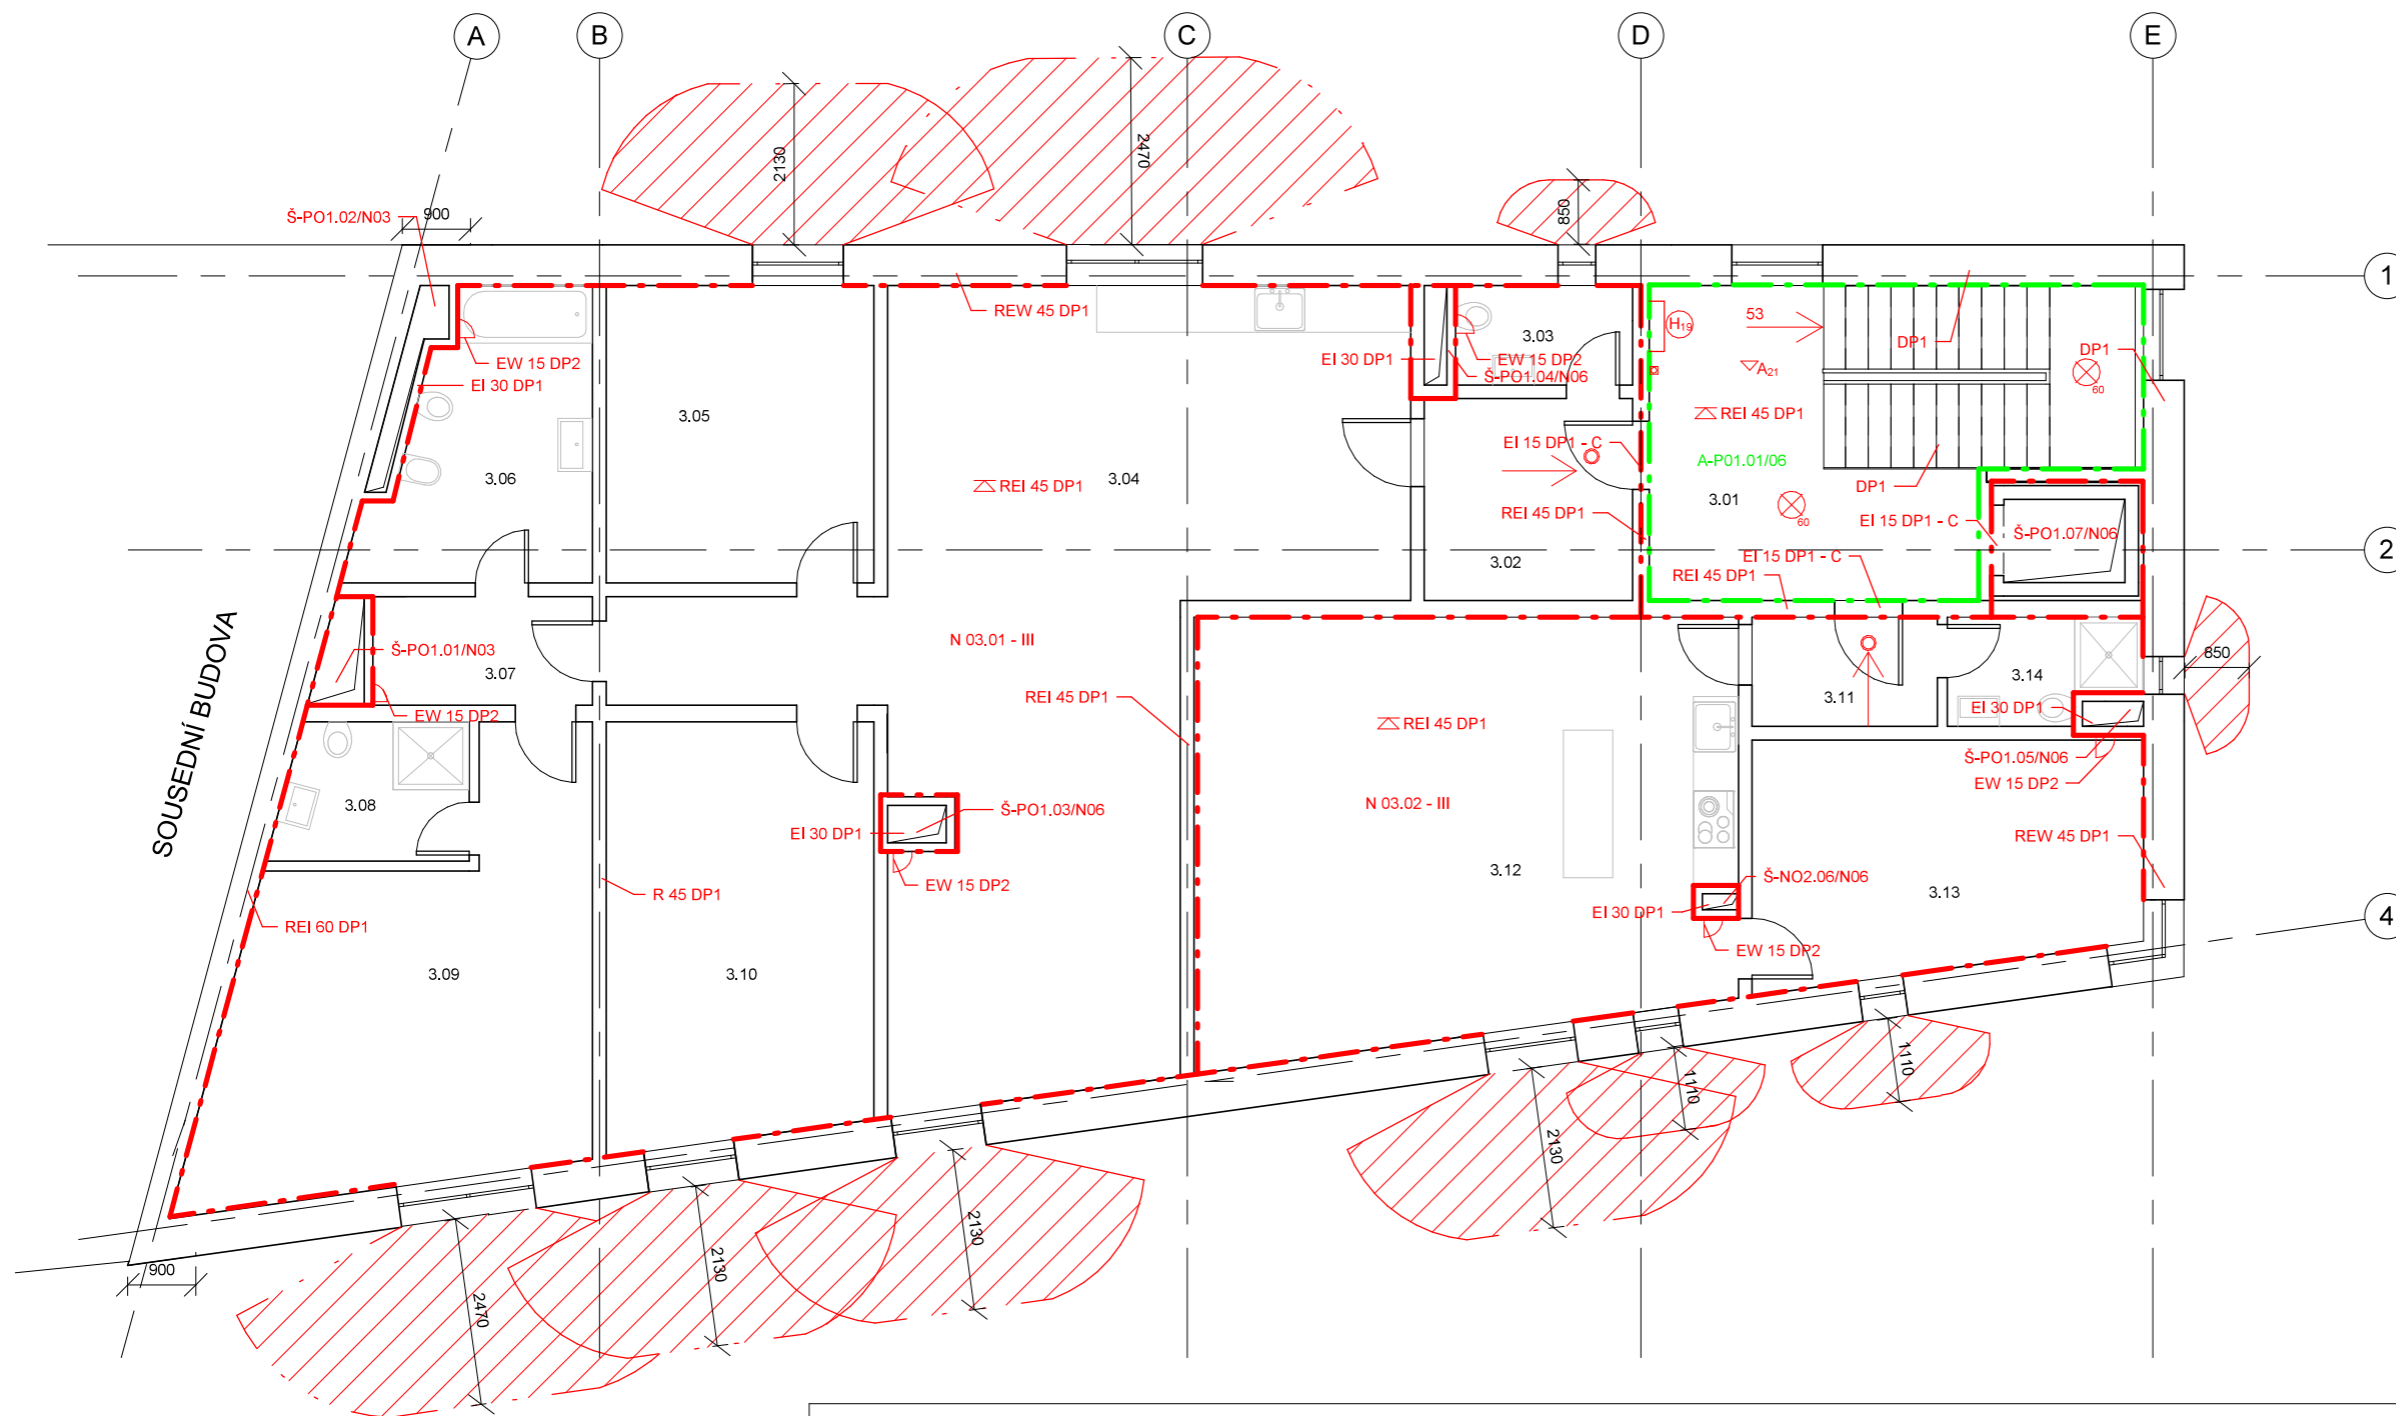 A
B
C
D
E
2130
2470
850
Š-PO1.02/N03
900
1
REW 45 DP1
H19
53
DP1
DP1
EW 15 DP2
EI 30 DP1
EI 30 DP1
3.03
EW 15 DP2
Š-PO1.04/N06
A21
60
3.05
REI 45 DP1
EI 15 DP1 - C
A-P01.01/06
3.06
REI 45 DP1
3.04
DP1
3.01
REI 45 DP1
60
EI 15 DP1 - C
Š-PO1.07/N06
2
3.02
EI 15 DP1 - C
REI 45 DP1
SOUSEDNÍ BUDOVA
N 03.01 - III
Š-PO1.01/N03
850
3.07
REI 45 DP1
3.11
3.14
EI 30 DP1
EW 15 DP2
REI 45 DP1
Š-PO1.05/N06
EW 15 DP2
3.08
EI 30 DP1
Š-PO1.03/N06
N 03.02 - III
REW 45 DP1
EW 15 DP2
R 45 DP1
3.12
Š-NO2.06/N06
3.13
EI 30 DP1
4
REI 60 DP1
EW 15 DP2
3.09
3.10
1110
1110
2130
2130
2130
900
2470